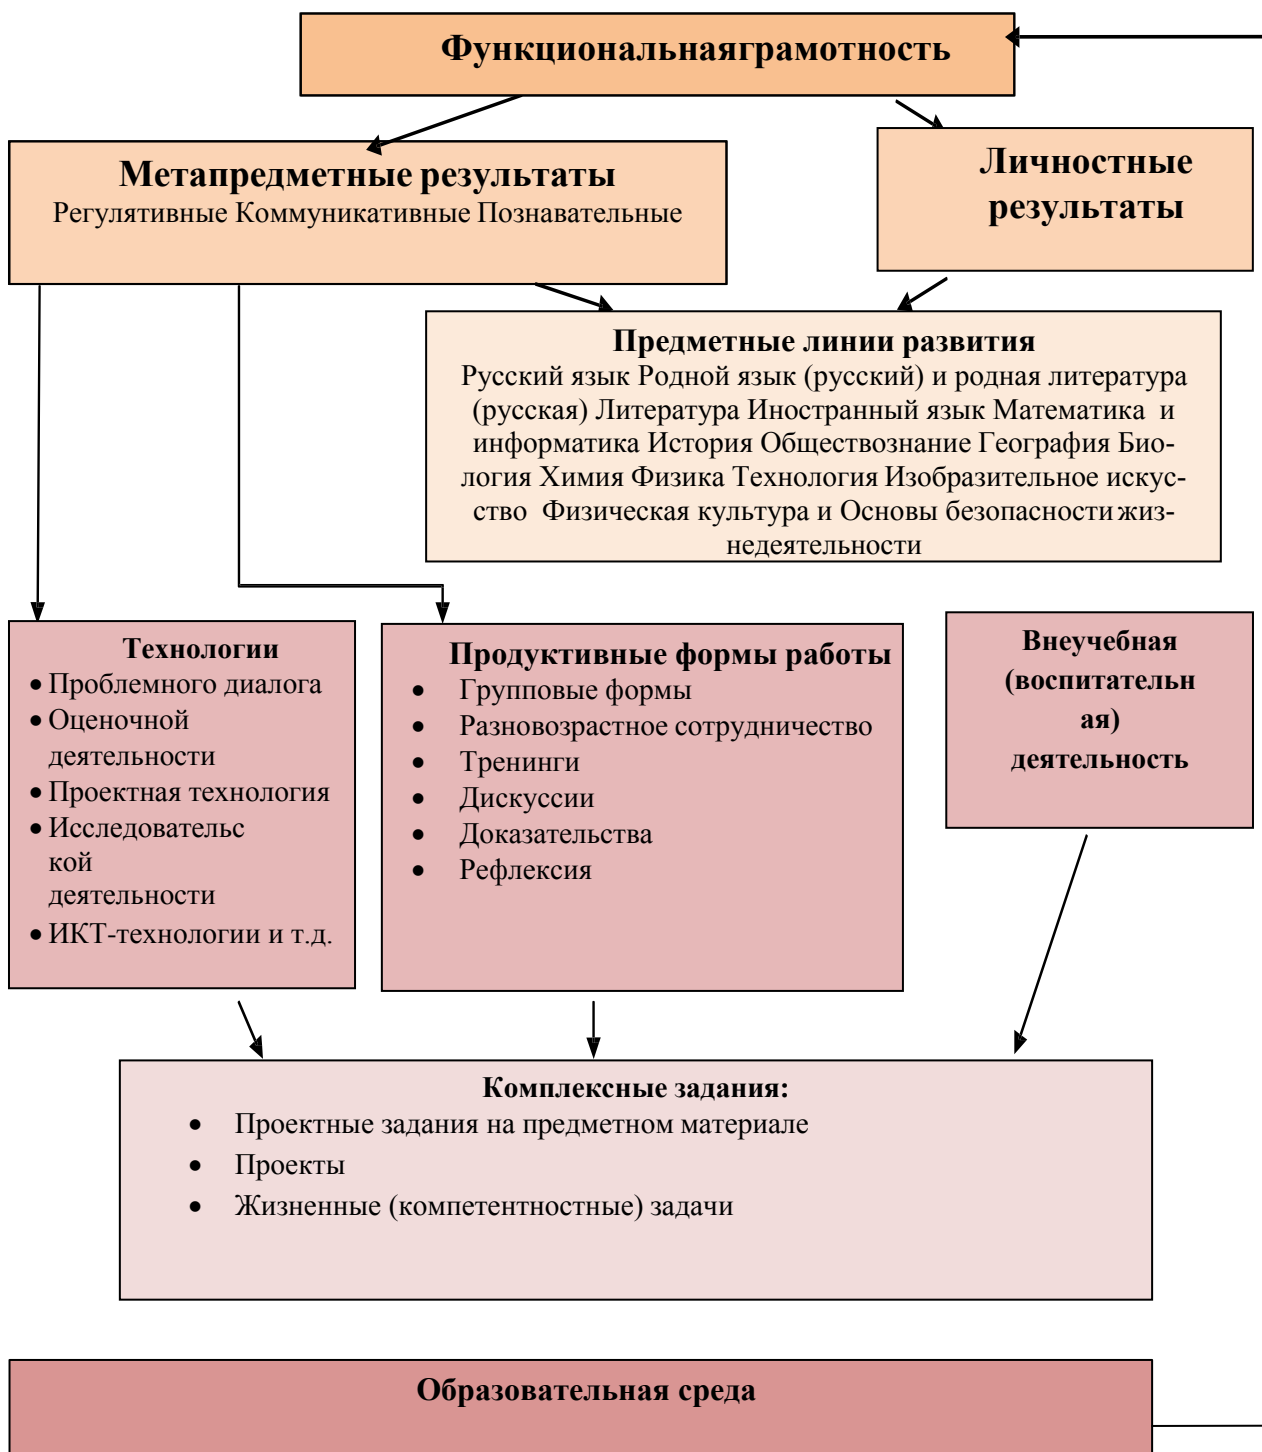 Функциональнаяграмотность
Метапредметные результаты
Регулятивные Коммуникативные Познавательные
Личностные
результаты
Предметные линии развития
Русский язык Родной язык (русский) и родная литература
(русская) Литература Иностранный язык Математика и
информатика История Обществознание География Био-
логия Химия Физика Технология Изобразительное искус-
ство Физическая культура и Основы безопасности жиз-
недеятельности
Технологии
• Проблемного диалога
• Оценочной
деятельности
• Проектная технология
• Исследовательс
кой
деятельности
• ИКТ-технологии и т.д.
Продуктивные формы работы
• Групповые формы
• Разновозрастное сотрудничество
• Тренинги
• Дискуссии
• Доказательства
• Рефлексия
Внеучебная
(воспитательн
ая)
деятельность
Комплексные задания:
• Проектные задания на предметном материале
• Проекты
• Жизненные (компетентностные) задачи
Образовательная среда